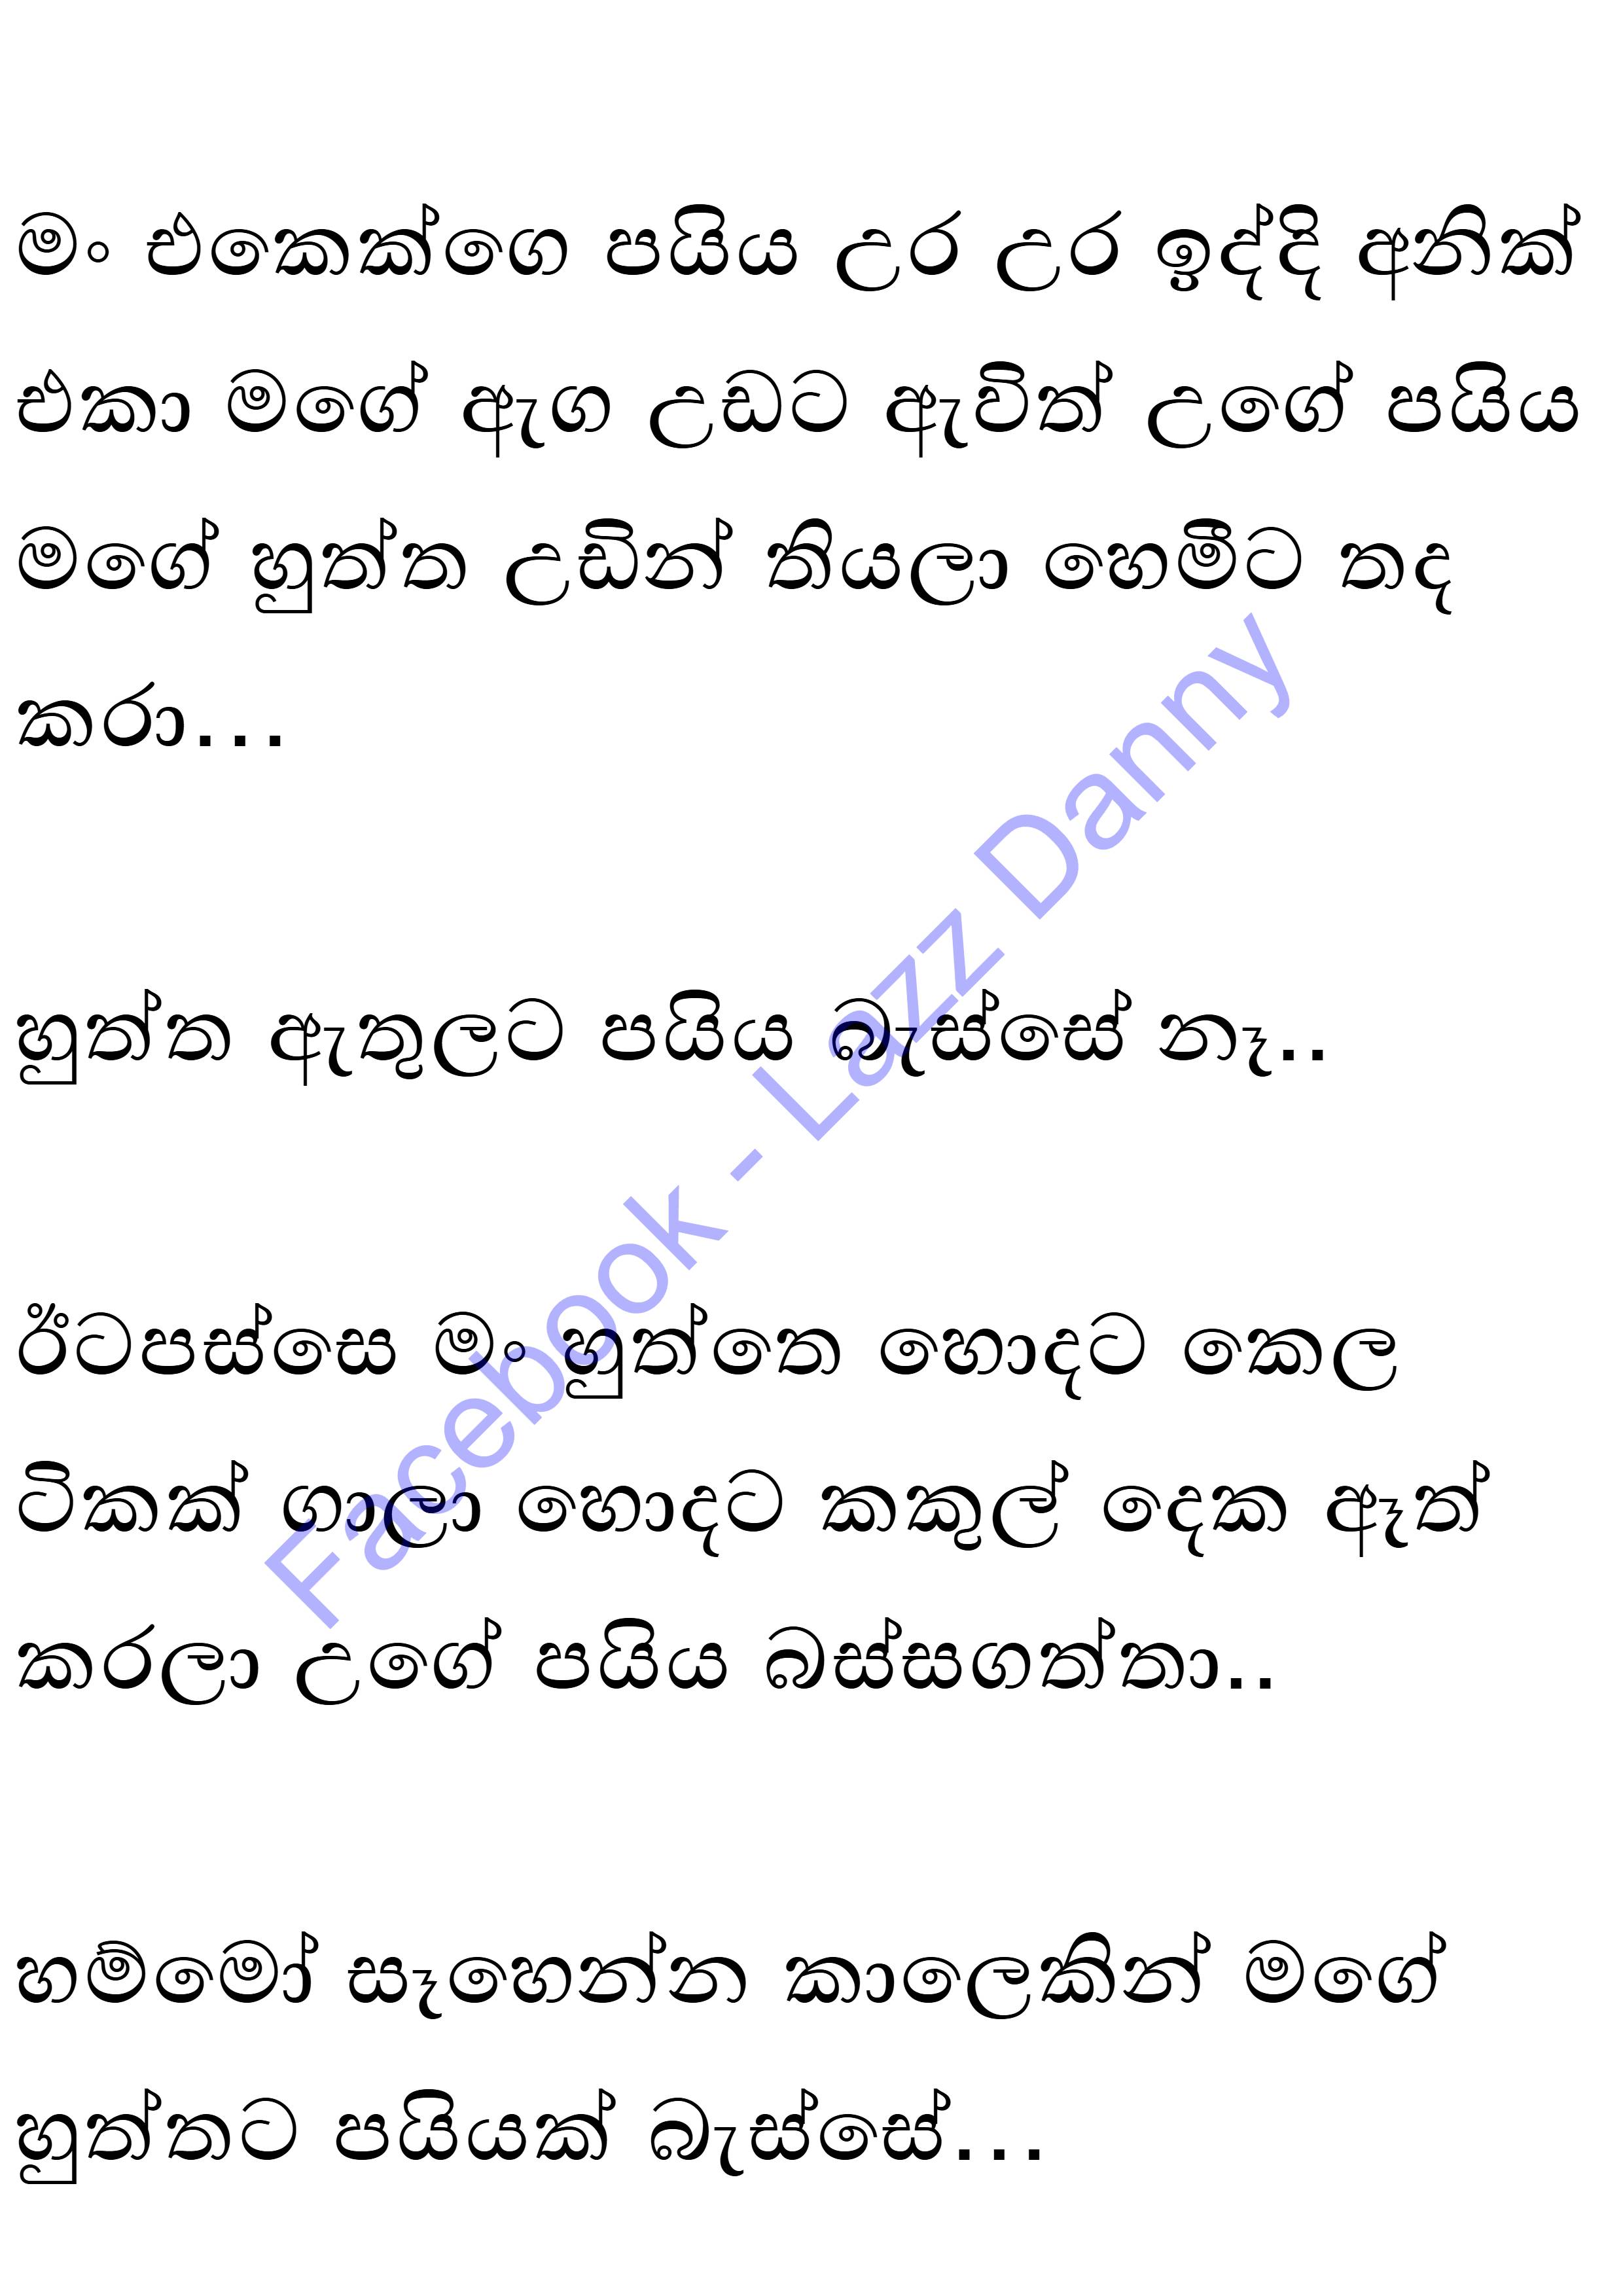 මං එකෙක්ගෙ පයිය උර උර ඉද්දි අනික්
එකා මගේ ඇග උඩට ඇවිත් උගේ පයිය
මගේ හුත්ත උඩින් තියලා හෙමීට තද
කරා...
හුත්ත ඇතුලට පයිය බැස්සේ නෑ..
ඊටපස්සෙ මං හුත්තෙ හොදට කෙල
ටිකක් ගාලා හොදට කකුල් දෙක ඈත්
කරලා උගේ පයිය බස්සගත්තා..
හම්මෝ සෑහෙන්න කාලෙකින් මගේ
හුත්තට පයියක් බැස්සේ...
Facebook - Lazz Danny